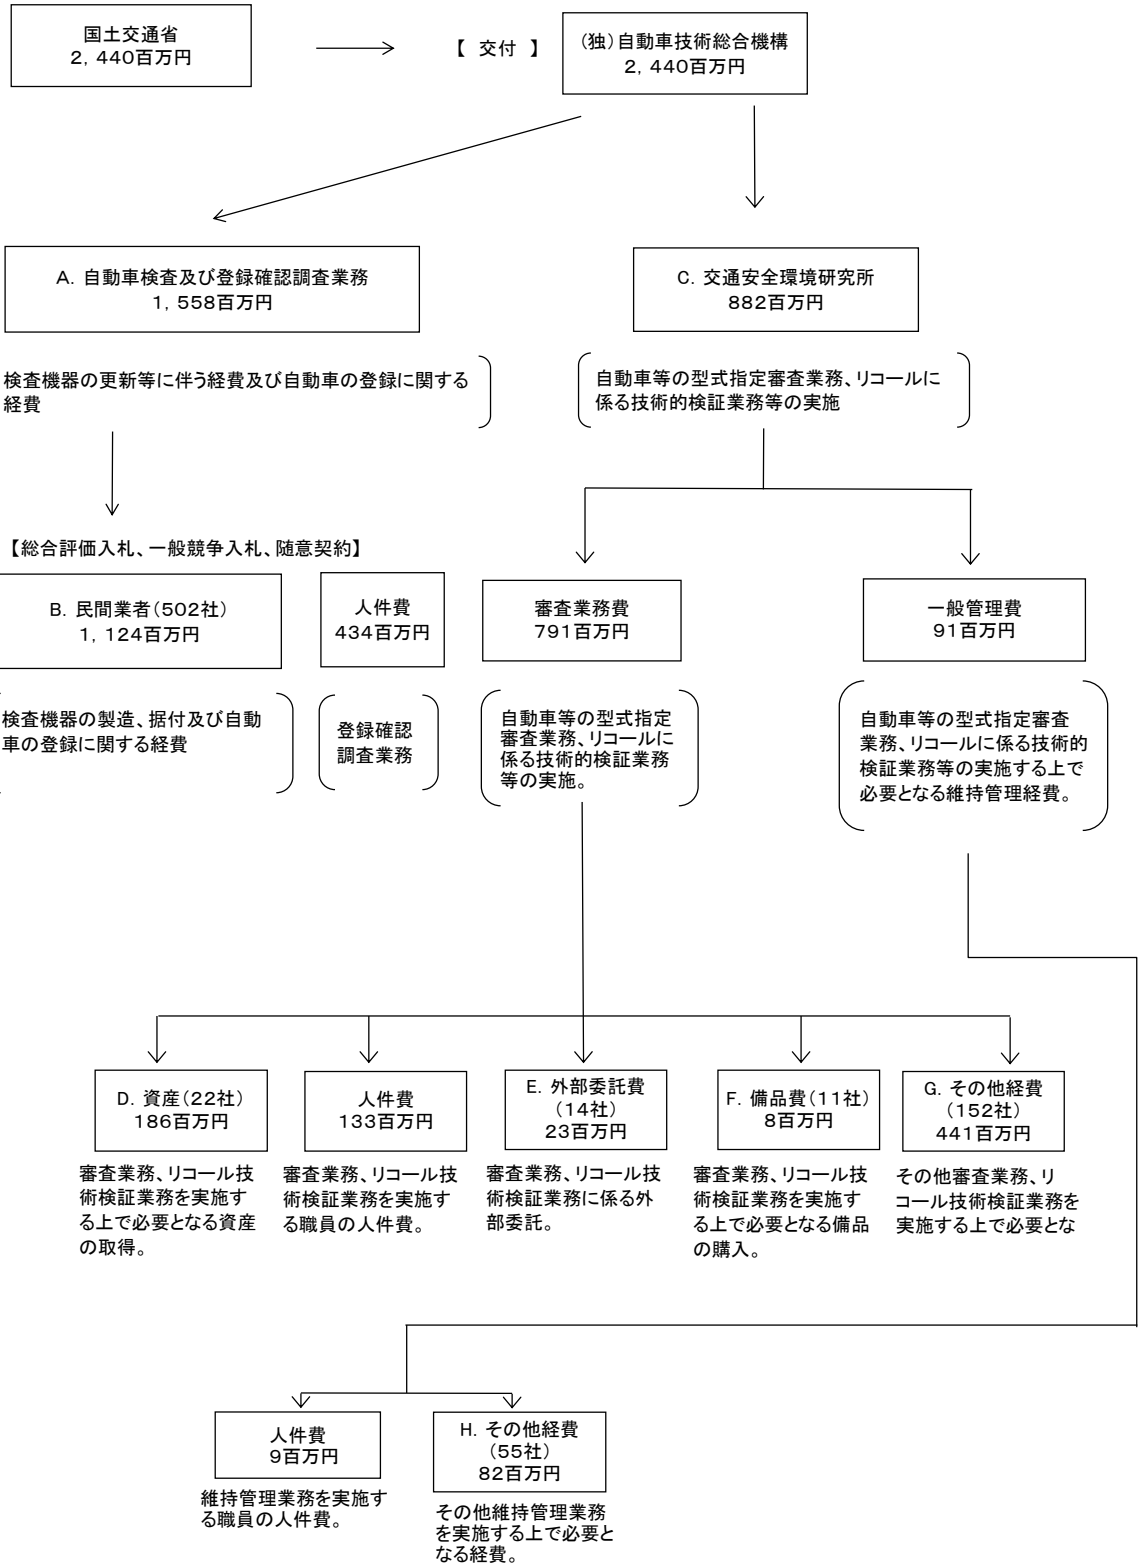 国土交通省
2,440百万円
【 交付 】
(独)自動車技術総合機構
2,440百万円
A. 自動車検査及び登録確認調査業務
1,558百万円
C. 交通安全環境研究所
882百万円
検査機器の更新等に伴う経費及び自動車の登録に関する
経費
自動車等の型式指定審査業務、リコールに
係る技術的検証業務等の実施
【総合評価入札、一般競争入札、随意契約】
B. 民間業者(502社)
1,124百万円
人件費
434百万円
審査業務費
791百万円
一般管理費
91百万円
検査機器の製造、据付及び自動
車の登録に関する経費
登録確認
調査業務
自動車等の型式指定
審査業務、リコールに
係る技術的検証業務
等の実施。
自動車等の型式指定審査
業務、リコールに係る技術的
検証業務等の実施する上で
必要となる維持管理経費。
D. 資産(22社)
186百万円
人件費
133百万円
E. 外部委託費
(14社)
23百万円
F. 備品費(11社)
8百万円
G. その他経費
(152社)
441百万円
審査業務、リコール技
術検証業務を実施す
る上で必要となる資産
の取得。
審査業務、リコール技
術検証業務を実施す
る職員の人件費。
審査業務、リコール技
術検証業務に係る外
部委託。
審査業務、リコール技
術検証業務を実施す
る上で必要となる備品
の購入。
その他審査業務、リ
コール技術検証業務を
実施する上で必要とな
人件費
9百万円
H. その他経費
(55社)
82百万円
維持管理業務を実施す
る職員の人件費。
その他維持管理業務
を実施する上で必要と
なる経費。